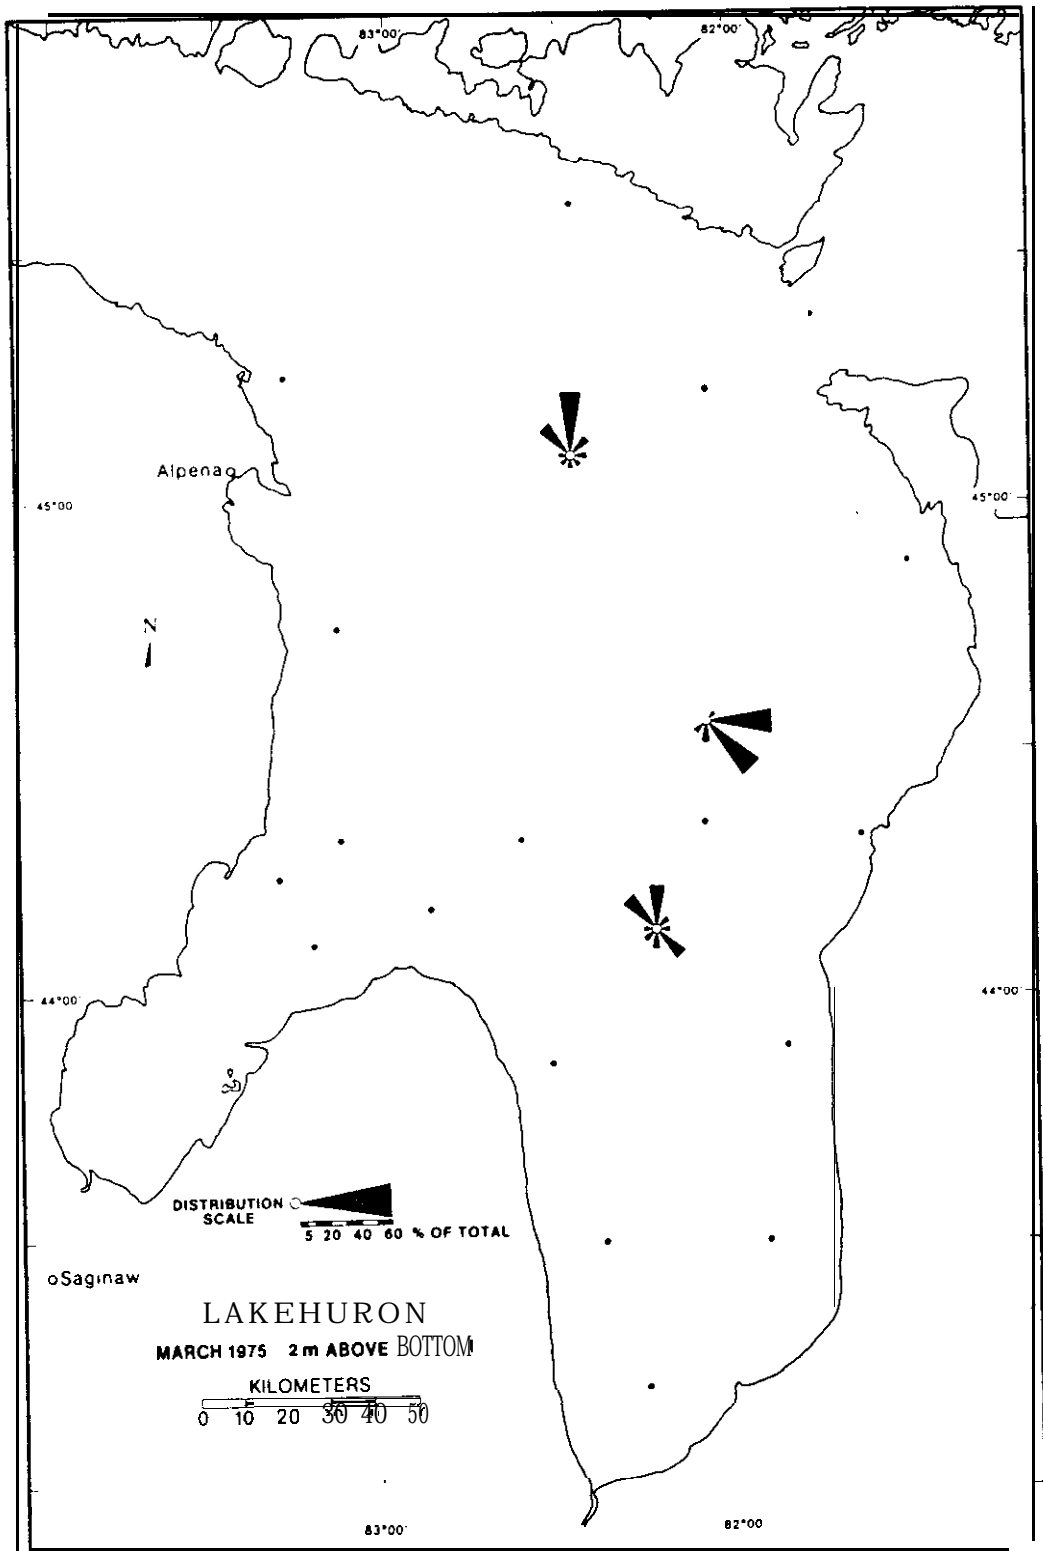 83°00'
82°00'
Alpena
45°00
45°00'
N
44°00'
44°00'
DISTRIBUTION
SCALE
5 20 40 60 % OF TOTAL
Saginaw
LAKEHURON
MARCH 1975 2 m ABOVE BOTTOM
KILOMETERS
0 10 20 30 40 50
83°00'
82°00